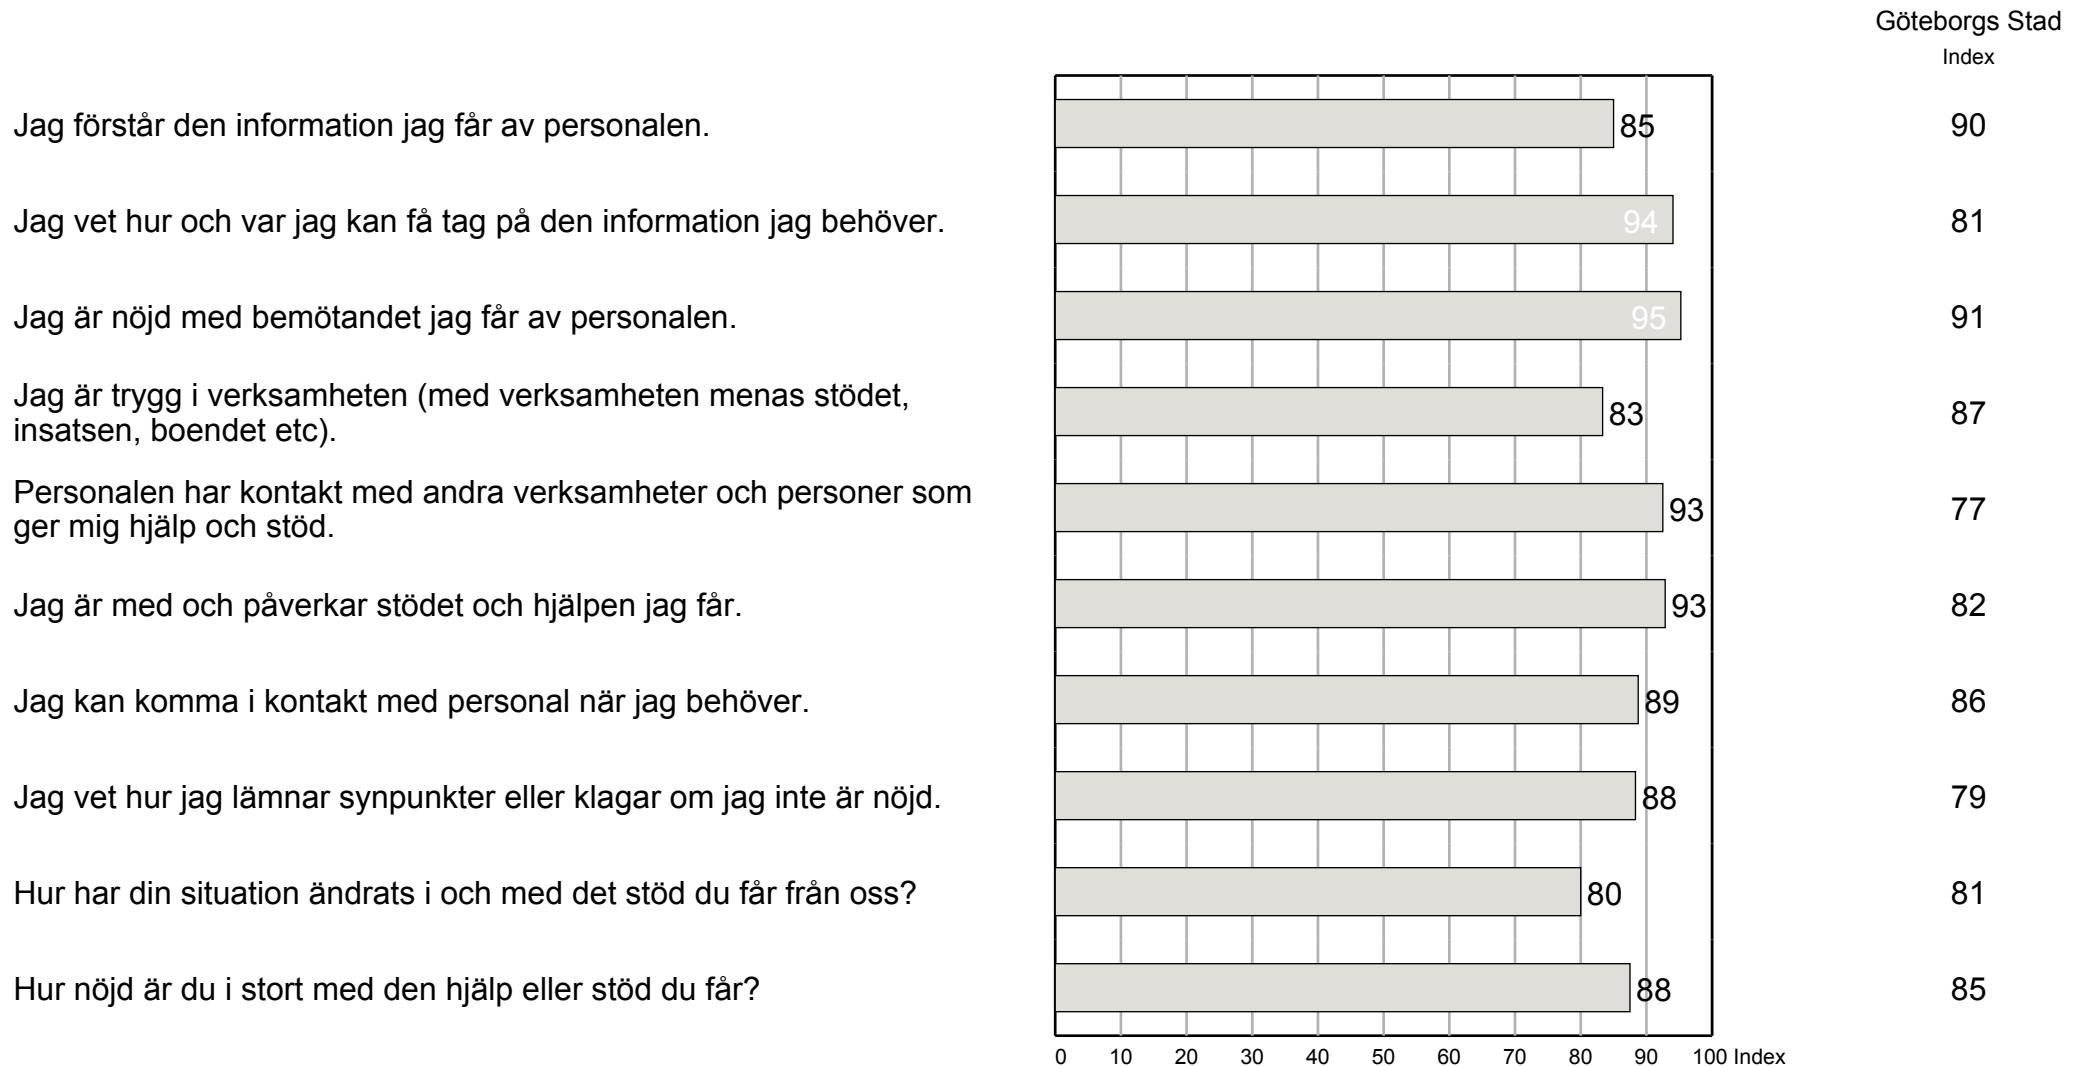 Göteborgs Stad
Index
Jag förstår den information jag får av personalen. 85 90
Jag vet hur och var jag kan få tag på den information jag behöver. 94 81
Jag är nöjd med bemötandet jag får av personalen. 95 91
Jag är trygg i verksamheten (med verksamheten menas stödet,
insatsen, boendet etc). 83 87
Personalen har kontakt med andra verksamheter och personer som
ger mig hjälp och stöd. 93 77
Jag är med och påverkar stödet och hjälpen jag får. 93 82
Jag kan komma i kontakt med personal när jag behöver. 89 86
Jag vet hur jag lämnar synpunkter eller klagar om jag inte är nöjd. 88 79
Hur har din situation ändrats i och med det stöd du får från oss? 80 81
Hur nöjd är du i stort med den hjälp eller stöd du får? 88 85
0 10 20 30 40 50 60 70 80 90 100 Index